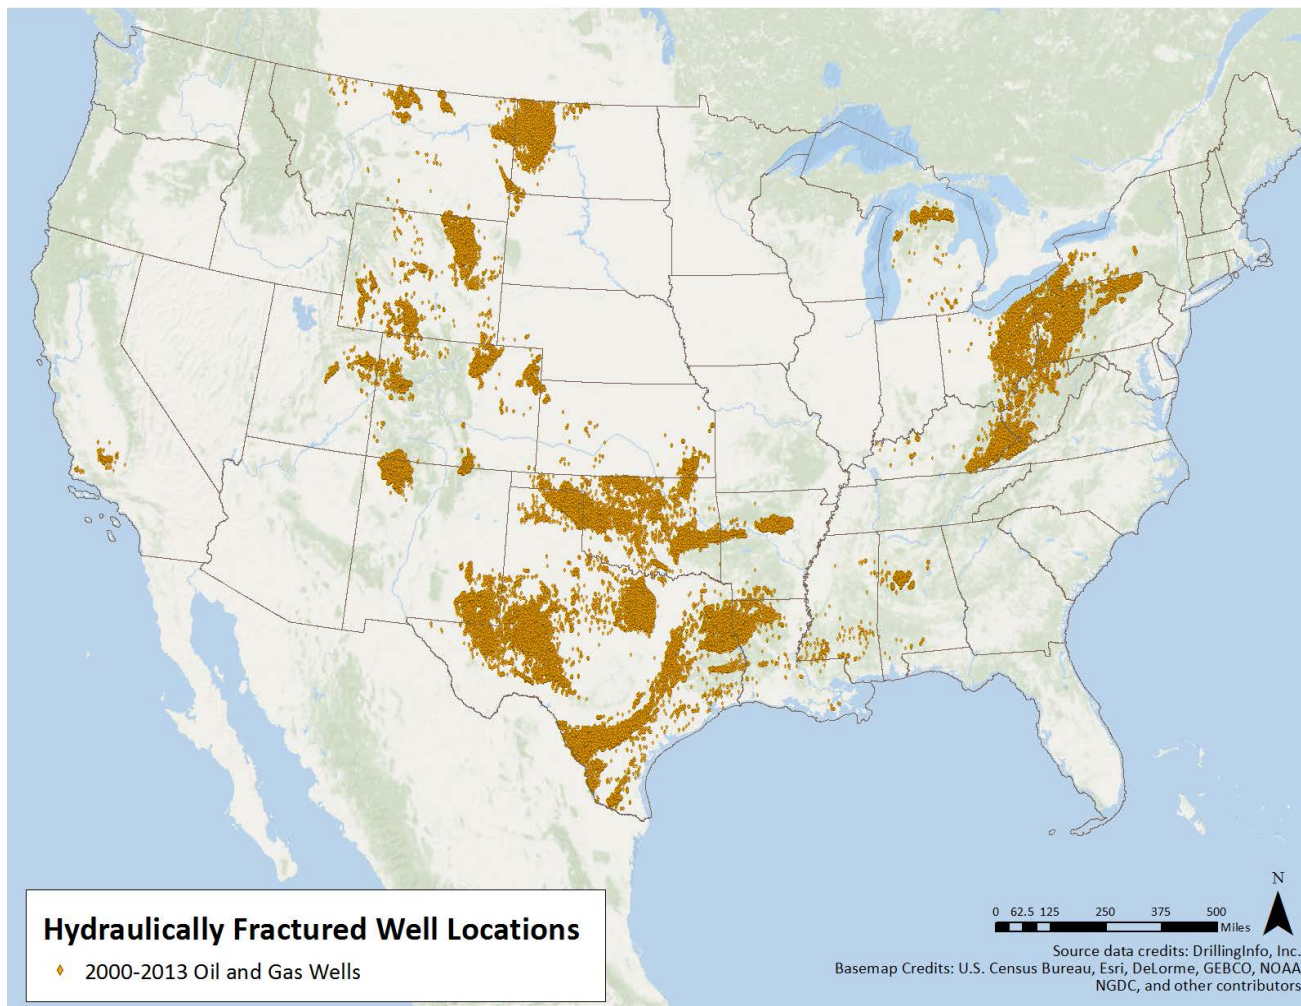 Hydraulically Fractured Well Locations
2000-2013 Oil and Gas Wells
N
0 62.5 125 250 375 500
Miles
Source data credits: DrillingInfo, Inc.
Basemap Credits: U.S. Census Bureau, Esri, DeLorme, GEBCO, NOAA
NGDC, and other contributors